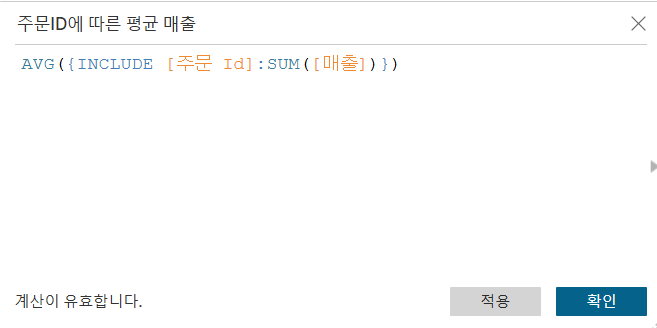 주문ID에 따른 평균 매출
AVG({INCLUDE [주문 Id]:SUM([매출])})
계산이 유효합니다.
적용
확인